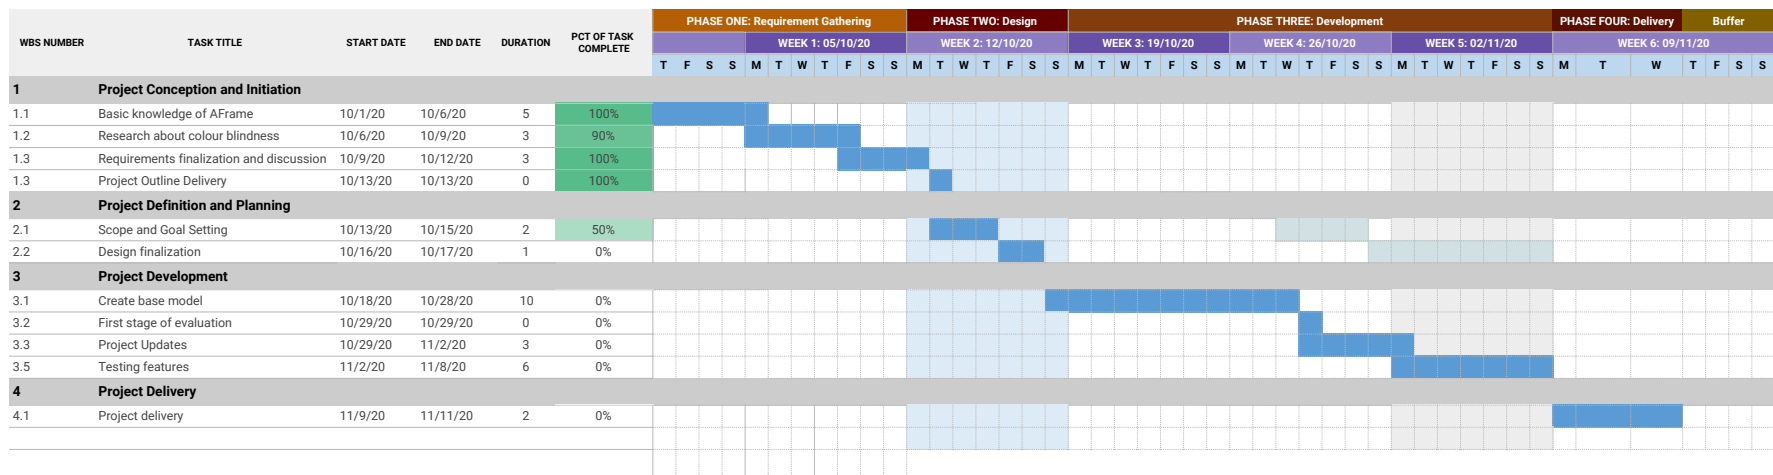 PHASE ONE: Requirement Gathering PHASE TWO: Design PHASE THREE: Development PHASE FOUR: Delivery Buffer
WBS NUMBER TASK TITLE START DATE END DATE DURATION PCT OF TASK COMPLETE
WEEK 1: 05/10/20 WEEK 2: 12/10/20 WEEK 3: 19/10/20 WEEK 4: 26/10/20 WEEK 5: 02/11/20 WEEK 6: 09/11/20
T F S S M T W T F S S M T W T F S S M T W T F S S M T W T F S S M T W T F S S M T W T F S S
1 Project Conception and Initiation
1.1 Basic knowledge of AFrame 10/1/20 10/6/20 5 100%
1.2 Research about colour blindness 10/6/20 10/9/20 3 90%
1.3 Requirements finalization and discussion 10/9/20 10/12/20 3 100%
1.3 Project Outline Delivery 10/13/20 10/13/20 0 100%
2 Project Definition and Planning
2.1 Scope and Goal Setting 10/13/20 10/15/20 2 50%
2.2 Design finalization 10/16/20 10/17/20 1 0%
3 Project Development
3.1 Create base model 10/18/20 10/28/20 10 0%
3.2 First stage of evaluation 10/29/20 10/29/20 0 0%
3.3 Project Updates 10/29/20 11/2/20 3 0%
3.5 Testing features 11/2/20 11/8/20 6 0%
4 Project Delivery
4.1 Project delivery 11/9/20 11/11/20 2 0%